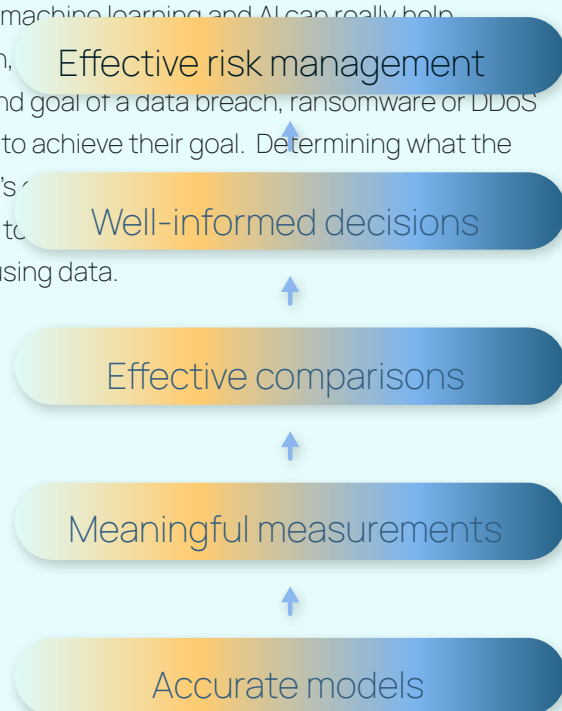 machine learning and AI can really help
Effective risk management
nd goal of a data breach, ransomware or DDoS
to achieve their goal. Determining what the
's
Well-informed decisions
to
using data.
Effective comparisons
Meaningful measurements
Accurate models